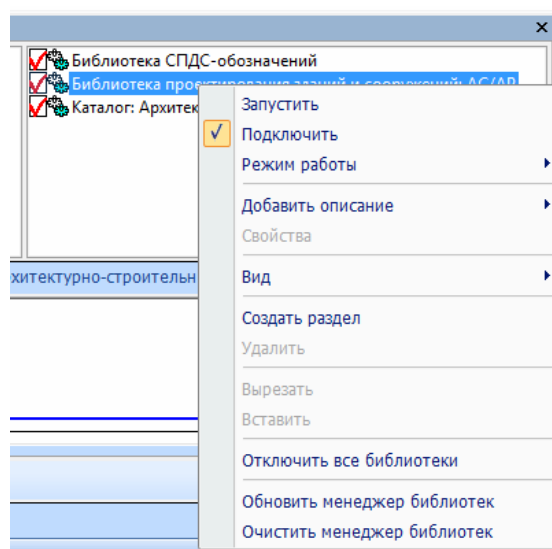 Библиотека СПДС-обозначений
Библиотека проектирования зданий и сооружений: АС/АР
Каталог: Архитек
Запустить
Подключить
Режим работы
Добавить описание
Свойства
хитектурно-строительн
Вид
Создать раздел
Удалить
Вырезать
Вставить
Отключить все библиотеки
Обновить менеджер библиотек
Очистить менеджер библиотек